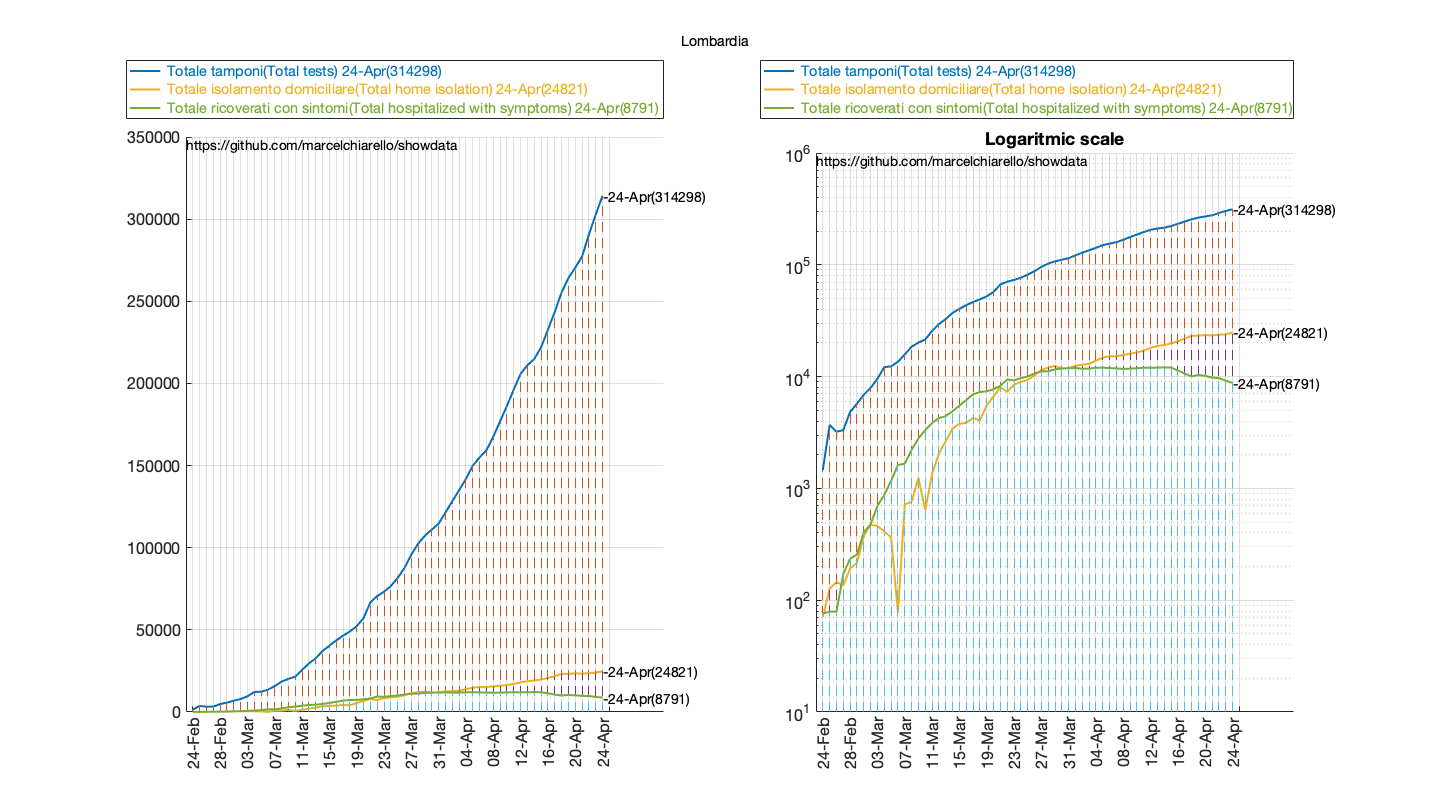 Lombardia
Totale tamponi(Total tests) 24-Apr(314298)
Totale isolamento domiciliare(Total home isolation) 24-Apr(24821)
Totale ricoverati con sintomi(Total hospitalized with symptoms) 24-Apr(8791)
350000
https://github.com/marcelchiarello/showdata
300000
250000
200000
150000
100000
50000
0
-24-Apr(314298)
-24-Apr(24821)
-24-Apr(8791)
24-Feb
28-Feb
03-Mar
07-Mar
11-Mar
15-Mar
19-Mar
23-Mar
27-Mar
31-Mar
04-Apr
08-Apr
12-Apr
16-Apr
20-Apr
24-Apr
Totale tamponi(Total tests) 24-Apr(314298)
Totale isolamento domiciliare(Total home isolation) 24-Apr(24821)
Totale ricoverati con sintomi(Total hospitalized with symptoms) 24-Apr(8791)
Logaritmic scale
10^6
https://github.com/marcelchiarello/showdata
10^5
10^4
10^3
10^2
10^1
-24-Apr(314298)
-24-Apr(24821)
-24-Apr(8791)
24-Feb
28-Feb
03-Mar
07-Mar
11-Mar
15-Mar
19-Mar
23-Mar
27-Mar
31-Mar
04-Apr
08-Apr
12-Apr
16-Apr
20-Apr
24-Apr